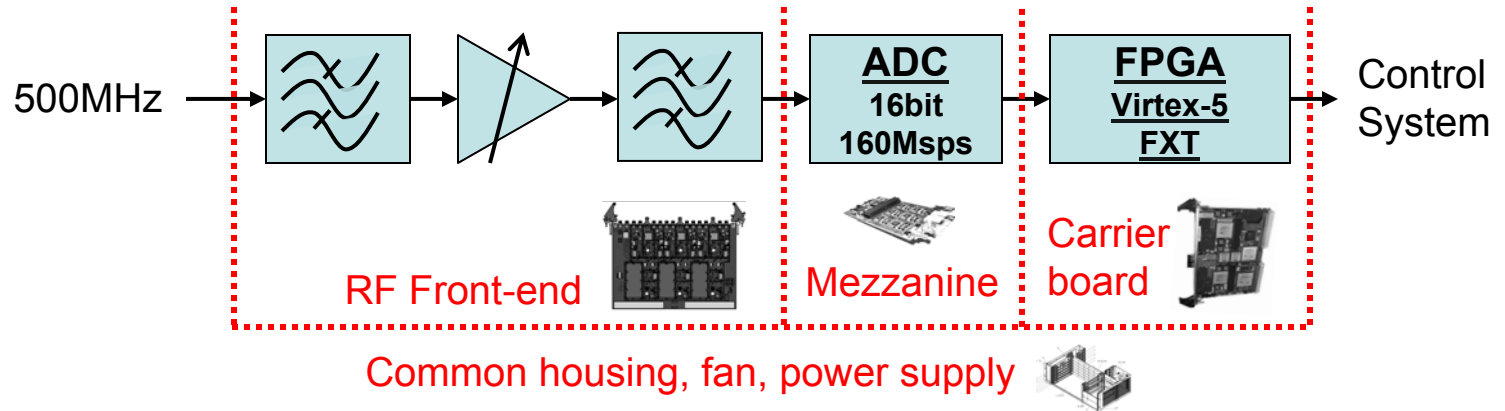 500MHz
ADC
16bit
160Msps
FPGA
Virtex-5
FXT
Control
System
RF Front-end
Mezzanine
Carrier
board
Common housing, fan, power supply